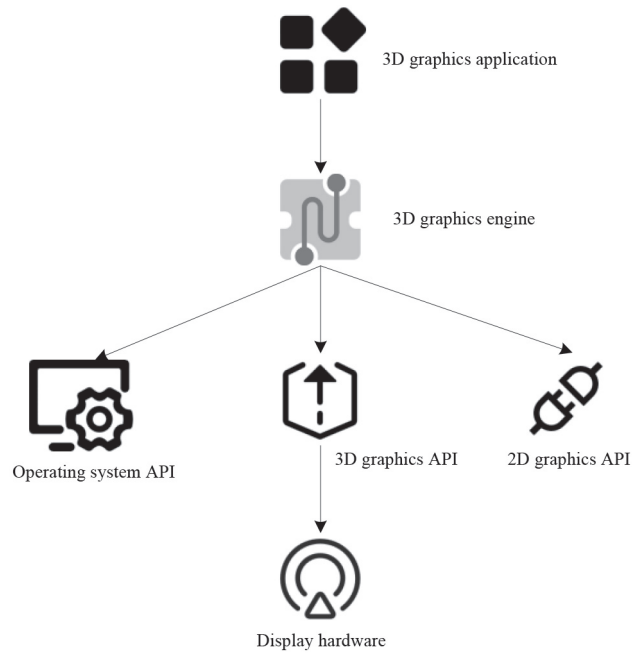 3D graphics application
3D graphics engine
Operating system API
3D graphics API
2D graphics API
Display hardware